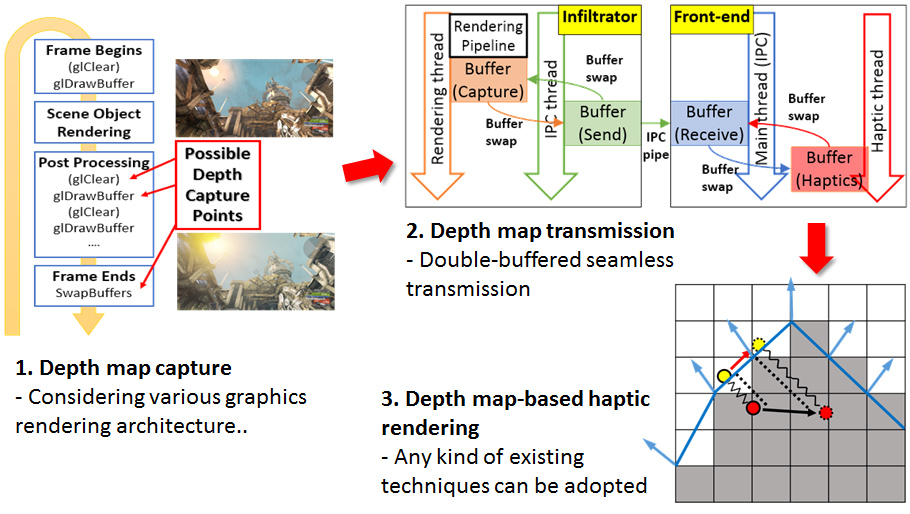 Frame Begins
(glClear)
glDrawBuffer
Scene Object
Rendering
Post Processing
(glClear)
glDrawBuffer
(glClear)
glDrawBuffer
....
Frame Ends
SwapBuffers
Possible
Depth
Capture
Points
1. Depth map capture
- Considering various graphics
rendering architecture..
Rendering thread
Rendering
Pipeline
Buffer
(Capture)
Buffer
swap
IPC thread
Infiltrator
Buffer
swap
Buffer
(Send)
IPC
pipe
Front-end
Buffer
(Receive)
Main thread (IPC)
Buffer
swap
Buffer
swap
Buffer
(Haptics)
Haptic thread
2. Depth map transmission
- Double-buffered seamless
transmission
3. Depth map-based haptic
rendering
- Any kind of existing
techniques can be adopted